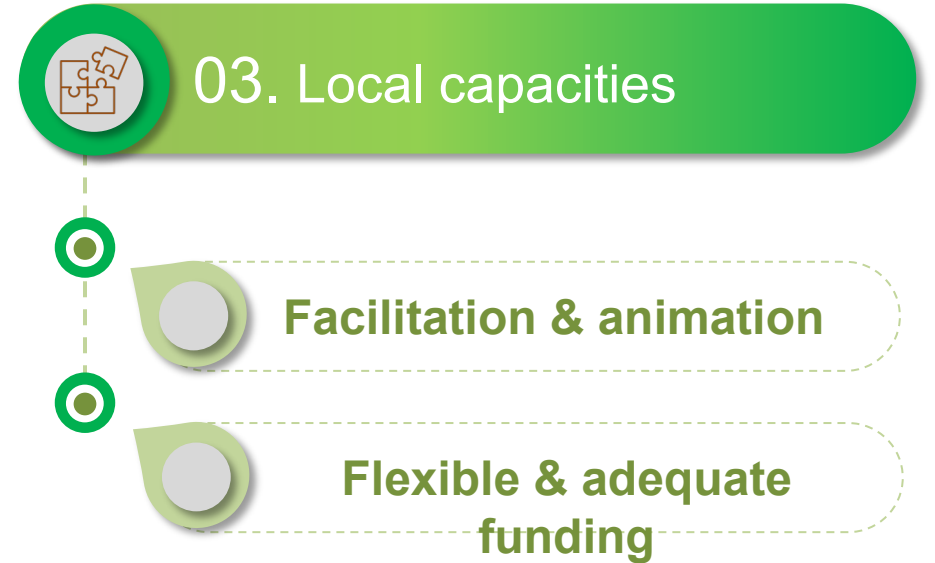 03. Local capacities
Facilitation & animation
Flexible & adequate
funding